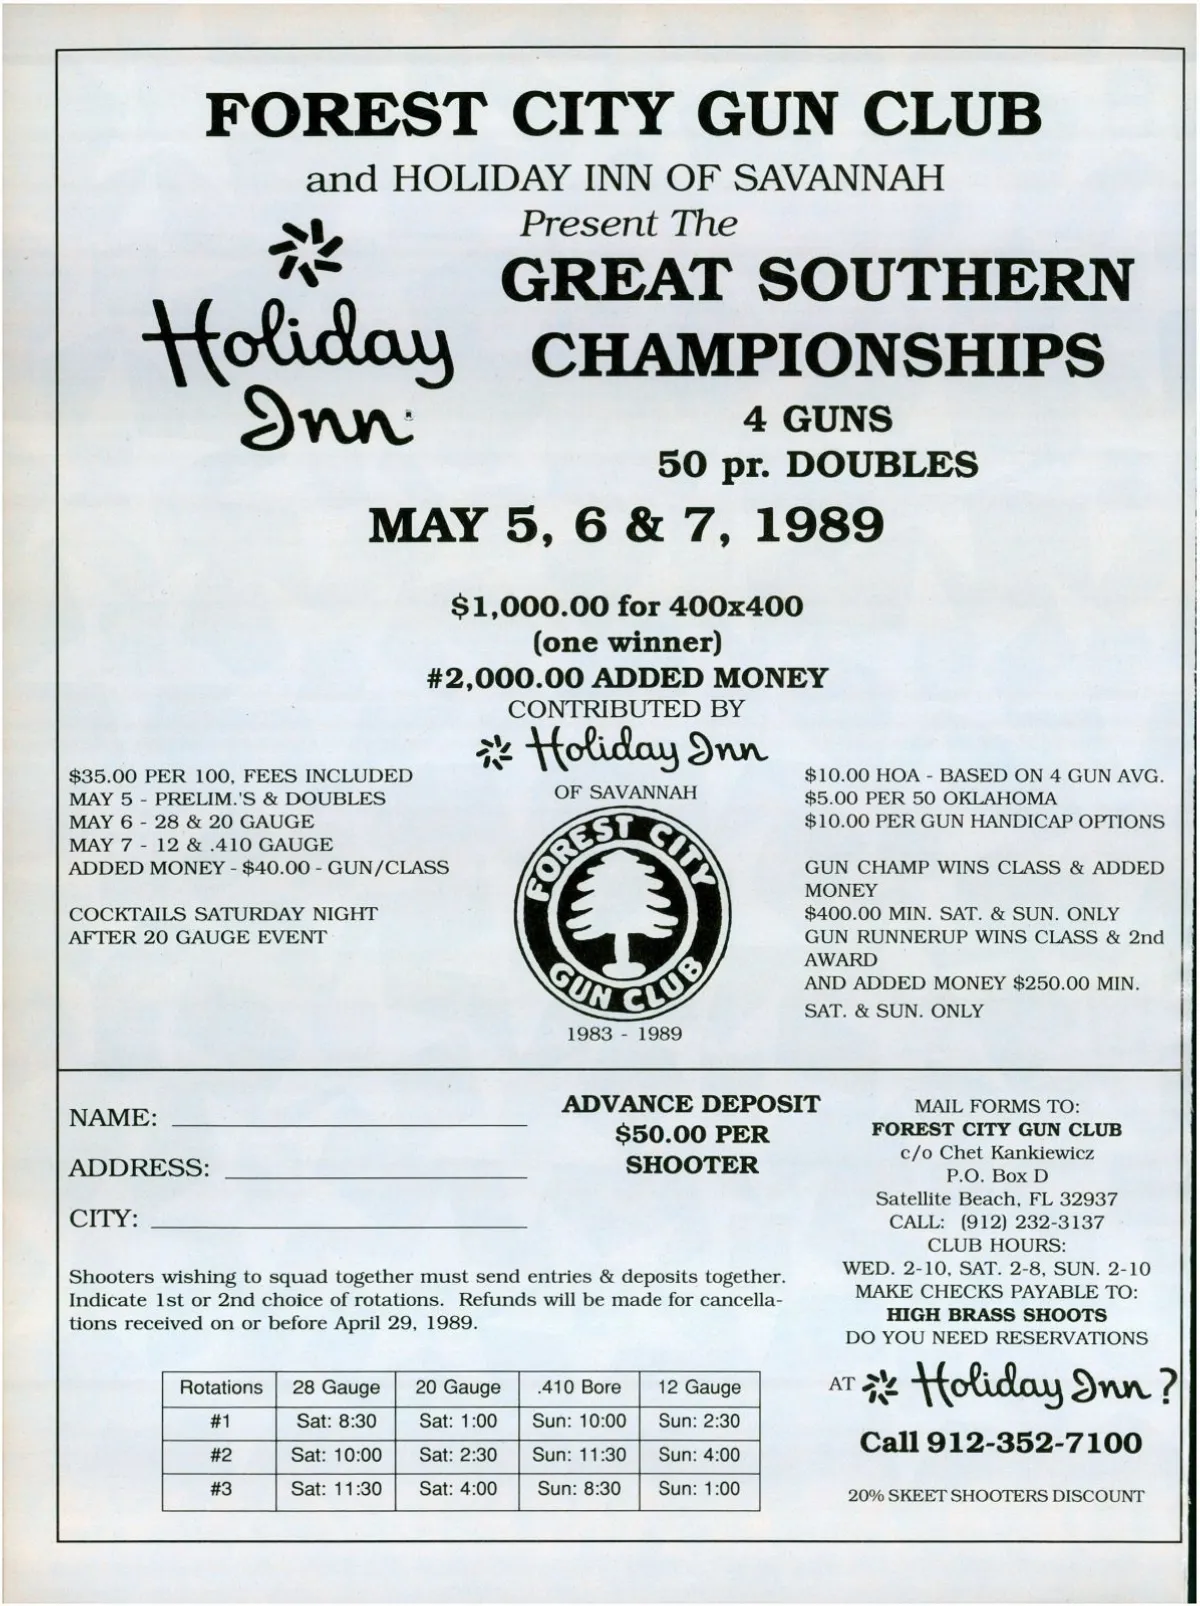 FOREST CITY GUN CLUB
and HOLIDAY INN OF SAVANNAH
Present The
Holiday
Inn
GREAT SOUTHERN
CHAMPIONSHIPS
4 GUNS
50 pr. DOUBLES
MAY 5, 6 & 7, 1989
$1,000.00 for 400x400
(one winner)
#2,000.00 ADDED MONEY
CONTRIBUTED BY
Holiday Inn
OF SAVANNAH
$35.00 PER 100, FEES INCLUDED
MAY 5 - PRELIM.'S & DOUBLES
MAY 6 - 28 & 20 GAUGE
MAY 7 - 12 & .410 GAUGE
ADDED MONEY - $40.00 - GUN/CLASS
COCKTAILS SATURDAY NIGHT
AFTER 20 GAUGE EVENT
FOREST CITY
GUN CLUB
1983 - 1989
$10.00 HOA - BASED ON 4 GUN AVG.
$5.00 PER 50 OKLAHOMA
$10.00 PER GUN HANDICAP OPTIONS
GUN CHAMP WINS CLASS & ADDED
MONEY
$400.00 MIN. SAT. & SUN. ONLY
GUN RUNNERUP WINS CLASS & 2nd
AWARD
AND ADDED MONEY $250.00 MIN.
SAT. & SUN. ONLY
NAME:
ADDRESS:
CITY:
ADVANCE DEPOSIT
$50.00 PER
SHOOTER
Shooters wishing to squad together must send entries & deposits together.
Indicate 1st or 2nd choice of rotations. Refunds will be made for cancella-
tions received on or before April 29, 1989.
Rotations 28 Gauge 20 Gauge .410 Bore 12 Gauge
#1 Sat: 8:30 Sat: 1:00 Sun: 10:00 Sun: 2:30
#2 Sat: 10:00 Sat: 2:30 Sun: 11:30 Sun: 4:00
#3 Sat: 11:30 Sat: 4:00 Sun: 8:30 Sun: 1:00
MAIL FORMS TO:
FOREST CITY GUN CLUB
c/o Chet Kankiewicz
P.O. Box D
Satellite Beach, FL 32937
CALL: (912) 232-3137
CLUB HOURS:
WED. 2-10, SAT. 2-8, SUN. 2-10
MAKE CHECKS PAYABLE TO:
HIGH BRASS SHOOTS
DO YOU NEED RESERVATIONS
AT Holiday Inn ?
Call 912-352-7100
20% SKEET SHOOTERS DISCOUNT